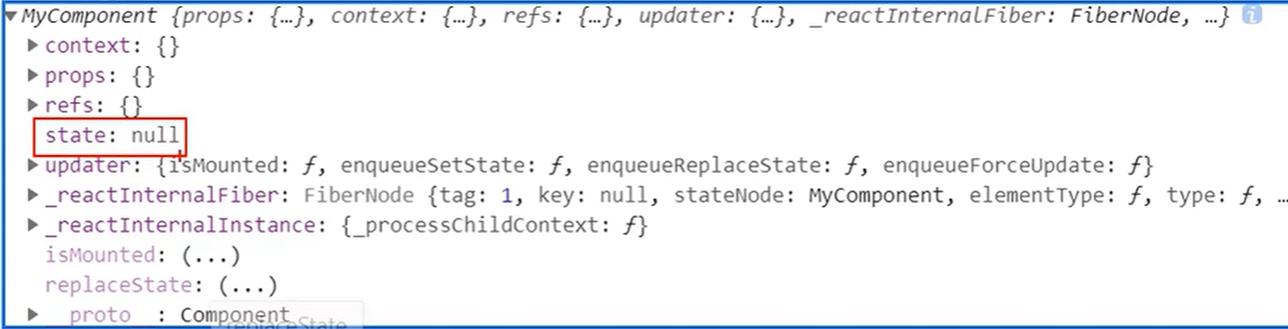 ▼MyComponent {props: {…}, context: {…}, refs: {…}, updater: {…}, _reactInternalFiber: FiberNode, …} i
▶context: {}
▶props: {}
▶refs: {}
state: null
▶updater: {isMounted: ƒ, enqueueSetState: ƒ, enqueueReplaceState: ƒ, enqueueForceUpdate: ƒ}
▶_reactInternalFiber: FiberNode {tag: 1, key: null, stateNode: MyComponent, elementType: ƒ, type: ƒ, …
▶_reactInternalInstance: {_processChildContext: ƒ}
isMounted: (...)
replaceState: (...)
▶__proto__: Component
replaceState